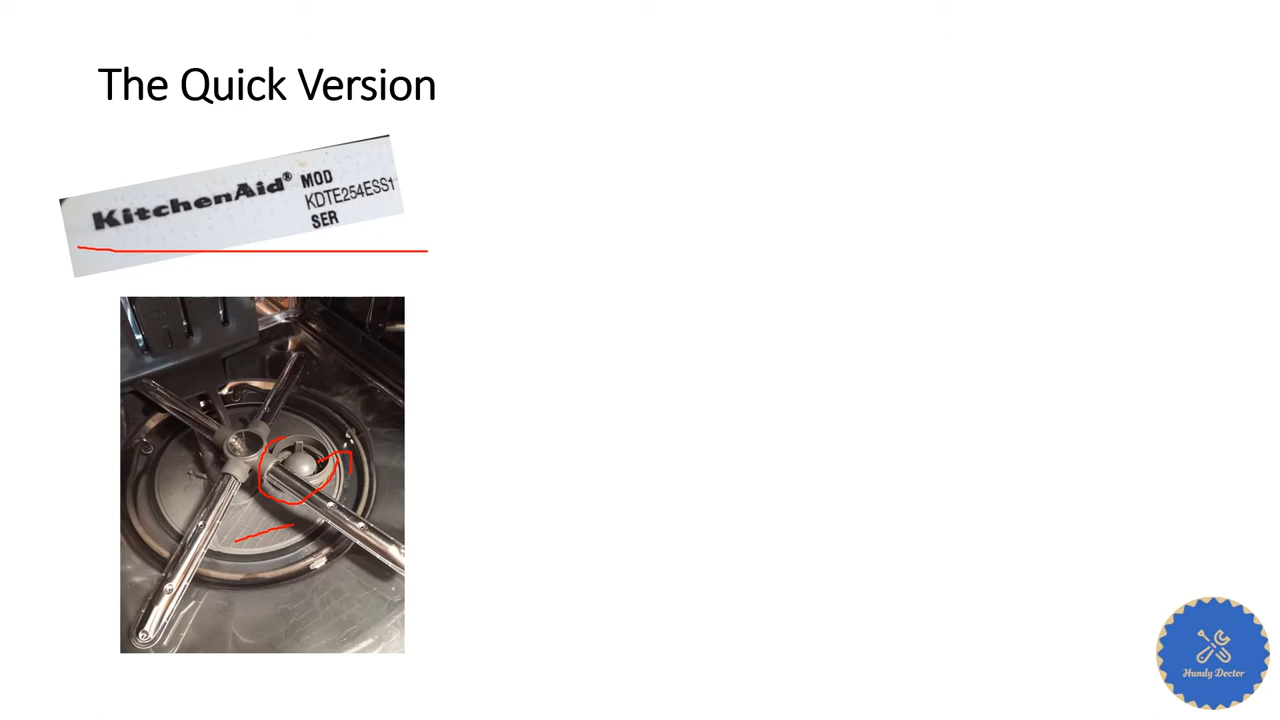 The Quick Version
KitchenAid® MOD
KDTE254ESS1
SER
Handy Doctor